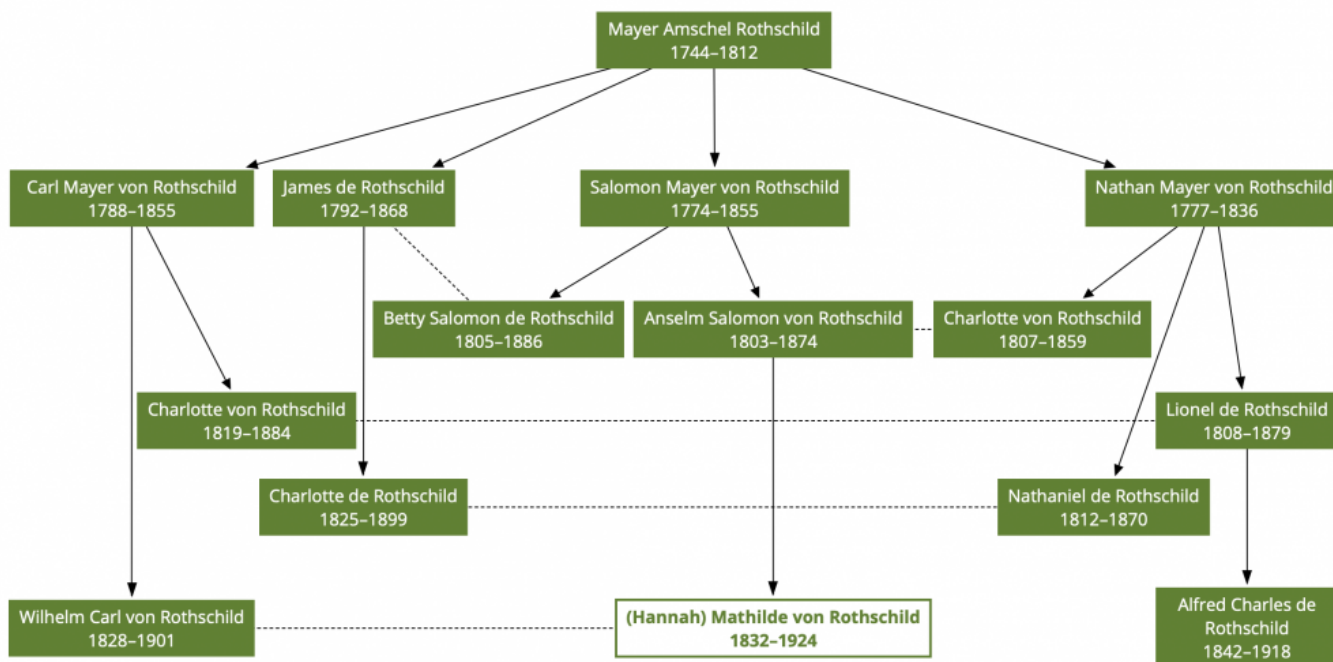 Mayer Amschel Rothschild
1744–1812
Carl Mayer von Rothschild
1788–1855
James de Rothschild
1792–1868
Salomon Mayer von Rothschild
1774–1855
Nathan Mayer von Rothschild
1777–1836
Betty Salomon de Rothschild
1805–1886
Anselm Salomon von Rothschild
1803–1874
Charlotte von Rothschild
1807–1859
Charlotte von Rothschild
1819–1884
Lionel de Rothschild
1808–1879
Charlotte de Rothschild
1825–1899
Nathaniel de Rothschild
1812–1870
Wilhelm Carl von Rothschild
1828–1901
(Hannah) Mathilde von Rothschild
1832–1924
Alfred Charles de
Rothschild
1842–1918